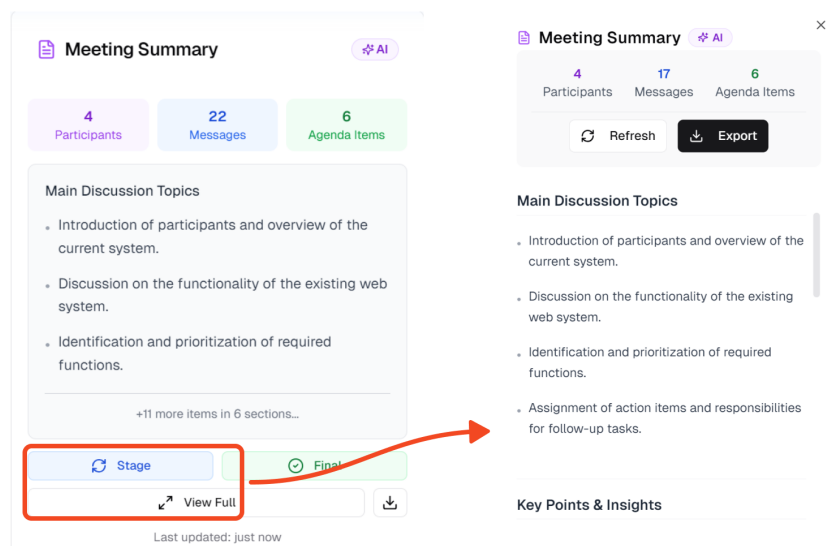 Meeting Summary
AI
4
Participants
22
Messages
6
Agenda Items
Main Discussion Topics
• Introduction of participants and overview of the
current system.
• Discussion on the functionality of the existing web
system.
• Identification and prioritization of required
functions.
+11 more items in 6 sections...
Stage
Final
View Full
Last updated: just now
Meeting Summary
AI
4
Participants
17
Messages
6
Agenda Items
Refresh
Export
Main Discussion Topics
• Introduction of participants and overview of the
current system.
• Discussion on the functionality of the existing
web system.
• Identification and prioritization of required
functions.
• Assignment of action items and responsibilities
for follow-up tasks.
Key Points & Insights